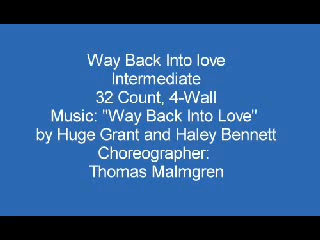 Way Back Into love
Intermediate
32 Count, 4-Wall
Music: "Way Back Into Love"
by Huge Grant and Haley Bennett
Choreographer:
Thomas Malmgren